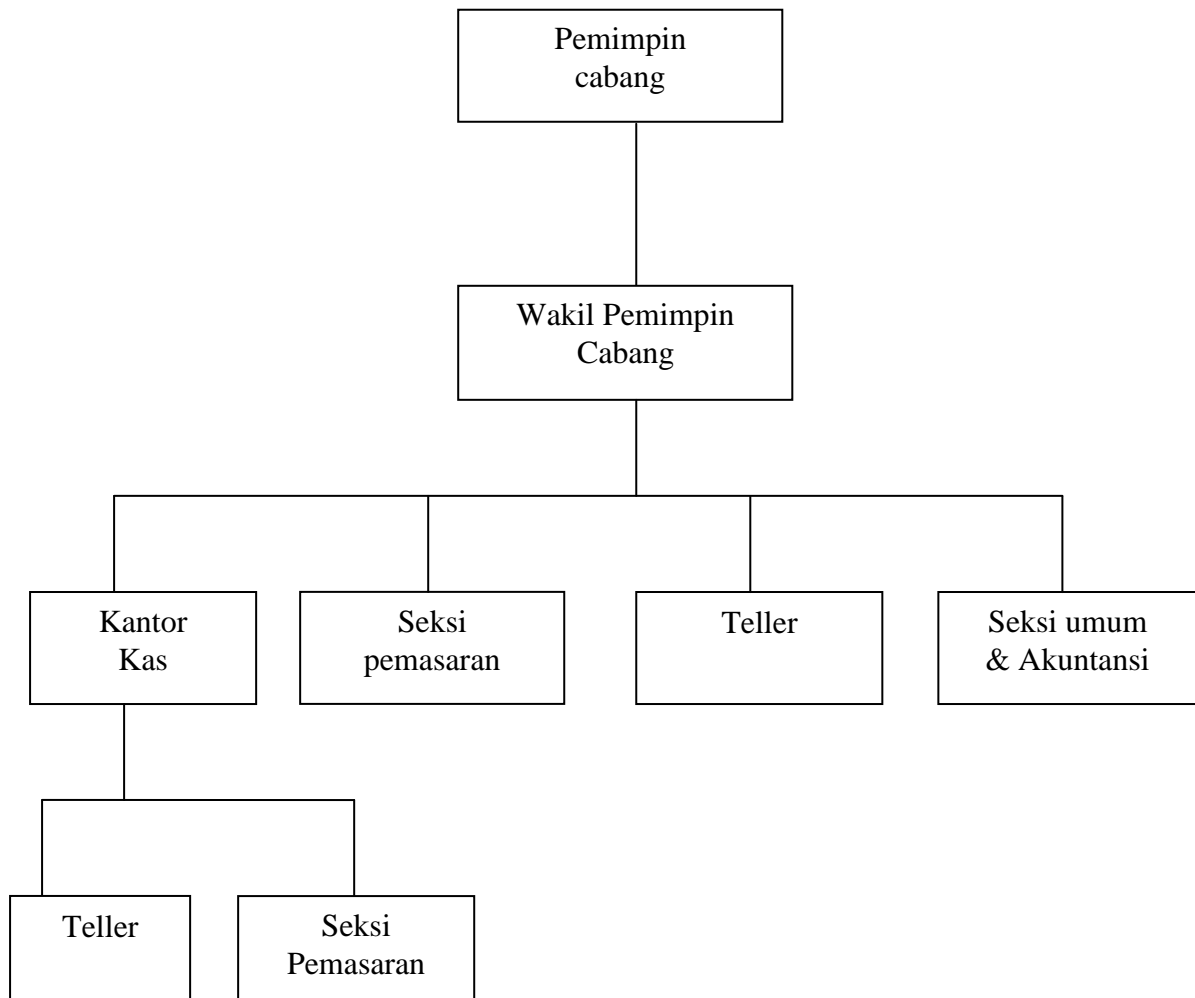 Pemimpin
cabang
Wakil Pemimpin
Cabang
Kantor
Kas
Seksi
pemasaran
Teller
Seksi umum
& Akuntansi
Teller
Seksi
Pemasaran